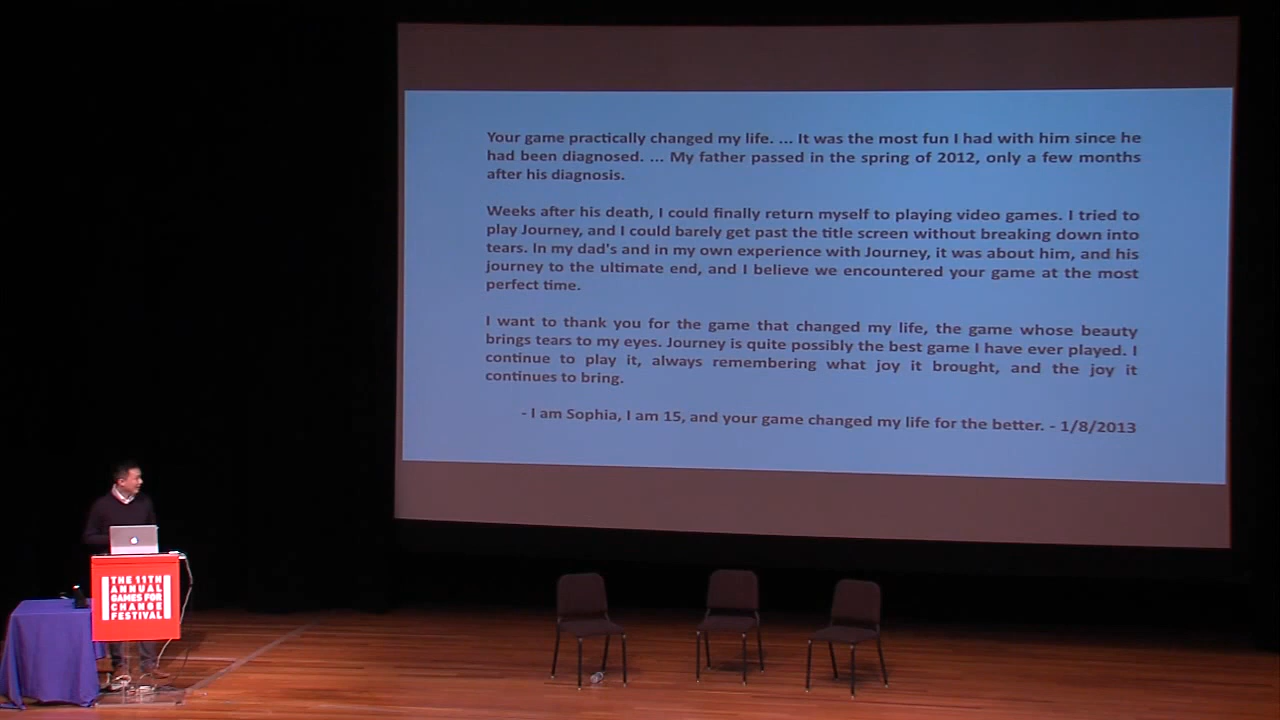 Your game practically changed my life. ... It was the most fun I had with him since he
had been diagnosed. ... My father passed in the spring of 2012, only a few months
after his diagnosis.
Weeks after his death, I could finally return myself to playing video games. I tried to
play Journey, and I could barely get past the title screen without breaking down into
tears. In my dad's and in my own experience with Journey, it was about him, and his
journey to the ultimate end, and I believe we encountered your game at the most
perfect time.
I want to thank you for the game that changed my life, the game whose beauty
brings tears to my eyes. Journey is quite possibly the best game I have ever played. I
continue to play it, always remembering what joy it brought, and the joy it
continues to bring.
- I am Sophia, I am 15, and your game changed my life for the better. - 1/8/2013
THE 11TH
ANNUAL
GAMES FOR
CHANGE
FESTIVAL